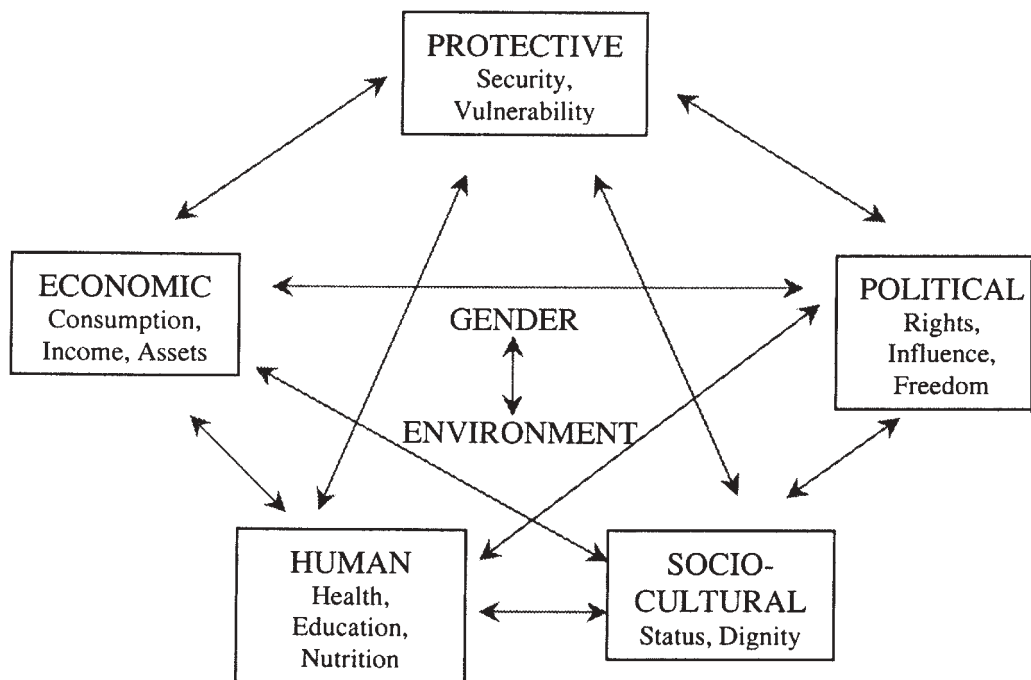 PROTECTIVE
Security,
Vulnerability
ECONOMIC
Consumption,
Income, Assets
GENDER
ENVIRONMENT
POLITICAL
Rights,
Influence,
Freedom
HUMAN
Health,
Education,
Nutrition
SOCIO-
CULTURAL
Status, Dignity